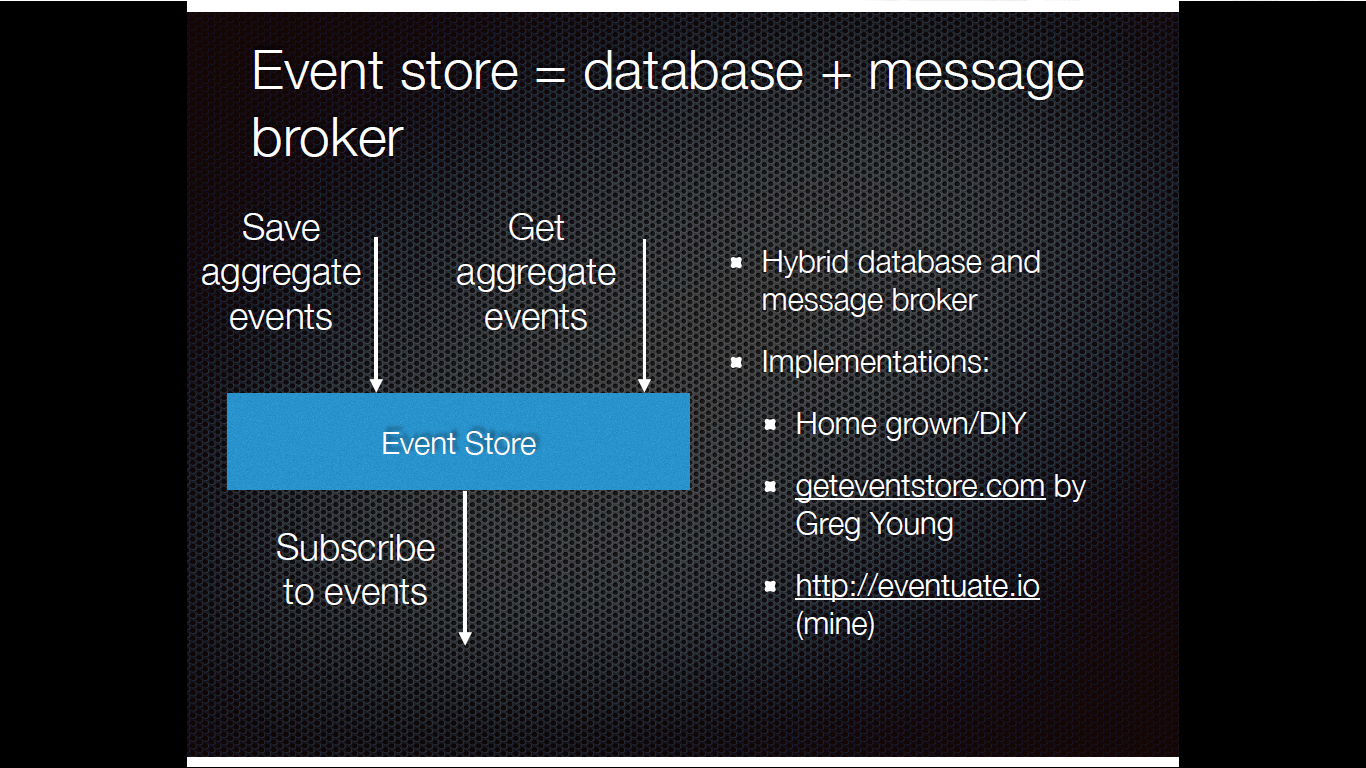 Event store = database + message
broker
Save
aggregate
events
Get
aggregate
events
Event Store
Subscribe
to events
Hybrid database and
message broker
Implementations:
Home grown/DIY
geteventstore.com by
Greg Young
http://eventuate.io
(mine)